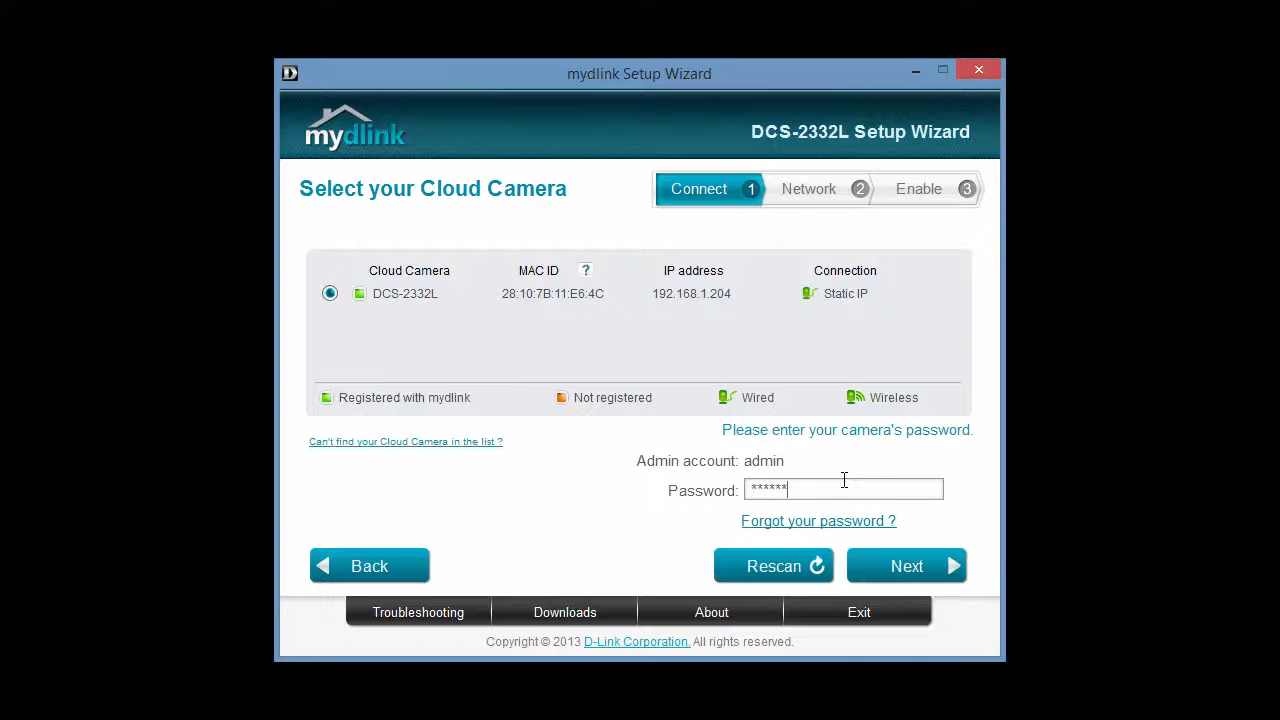 mydlink Setup Wizard
mydlink
DCS-2332L Setup Wizard
Select your Cloud Camera
Connect 1 Network 2 Enable 3
Cloud Camera MAC ID ? IP address Connection
DCS-2332L 28:10:7B:11:E6:4C 192.168.1.204 Static IP
Registered with mydlink Not registered Wired Wireless
Please enter your camera's password.
Can't find your Cloud Camera in the list ?
Admin account: admin
Password: ******
Forgot your password ?
Back Rescan Next
Troubleshooting Downloads About Exit
Copyright © 2013 D-Link Corporation. All rights reserved.